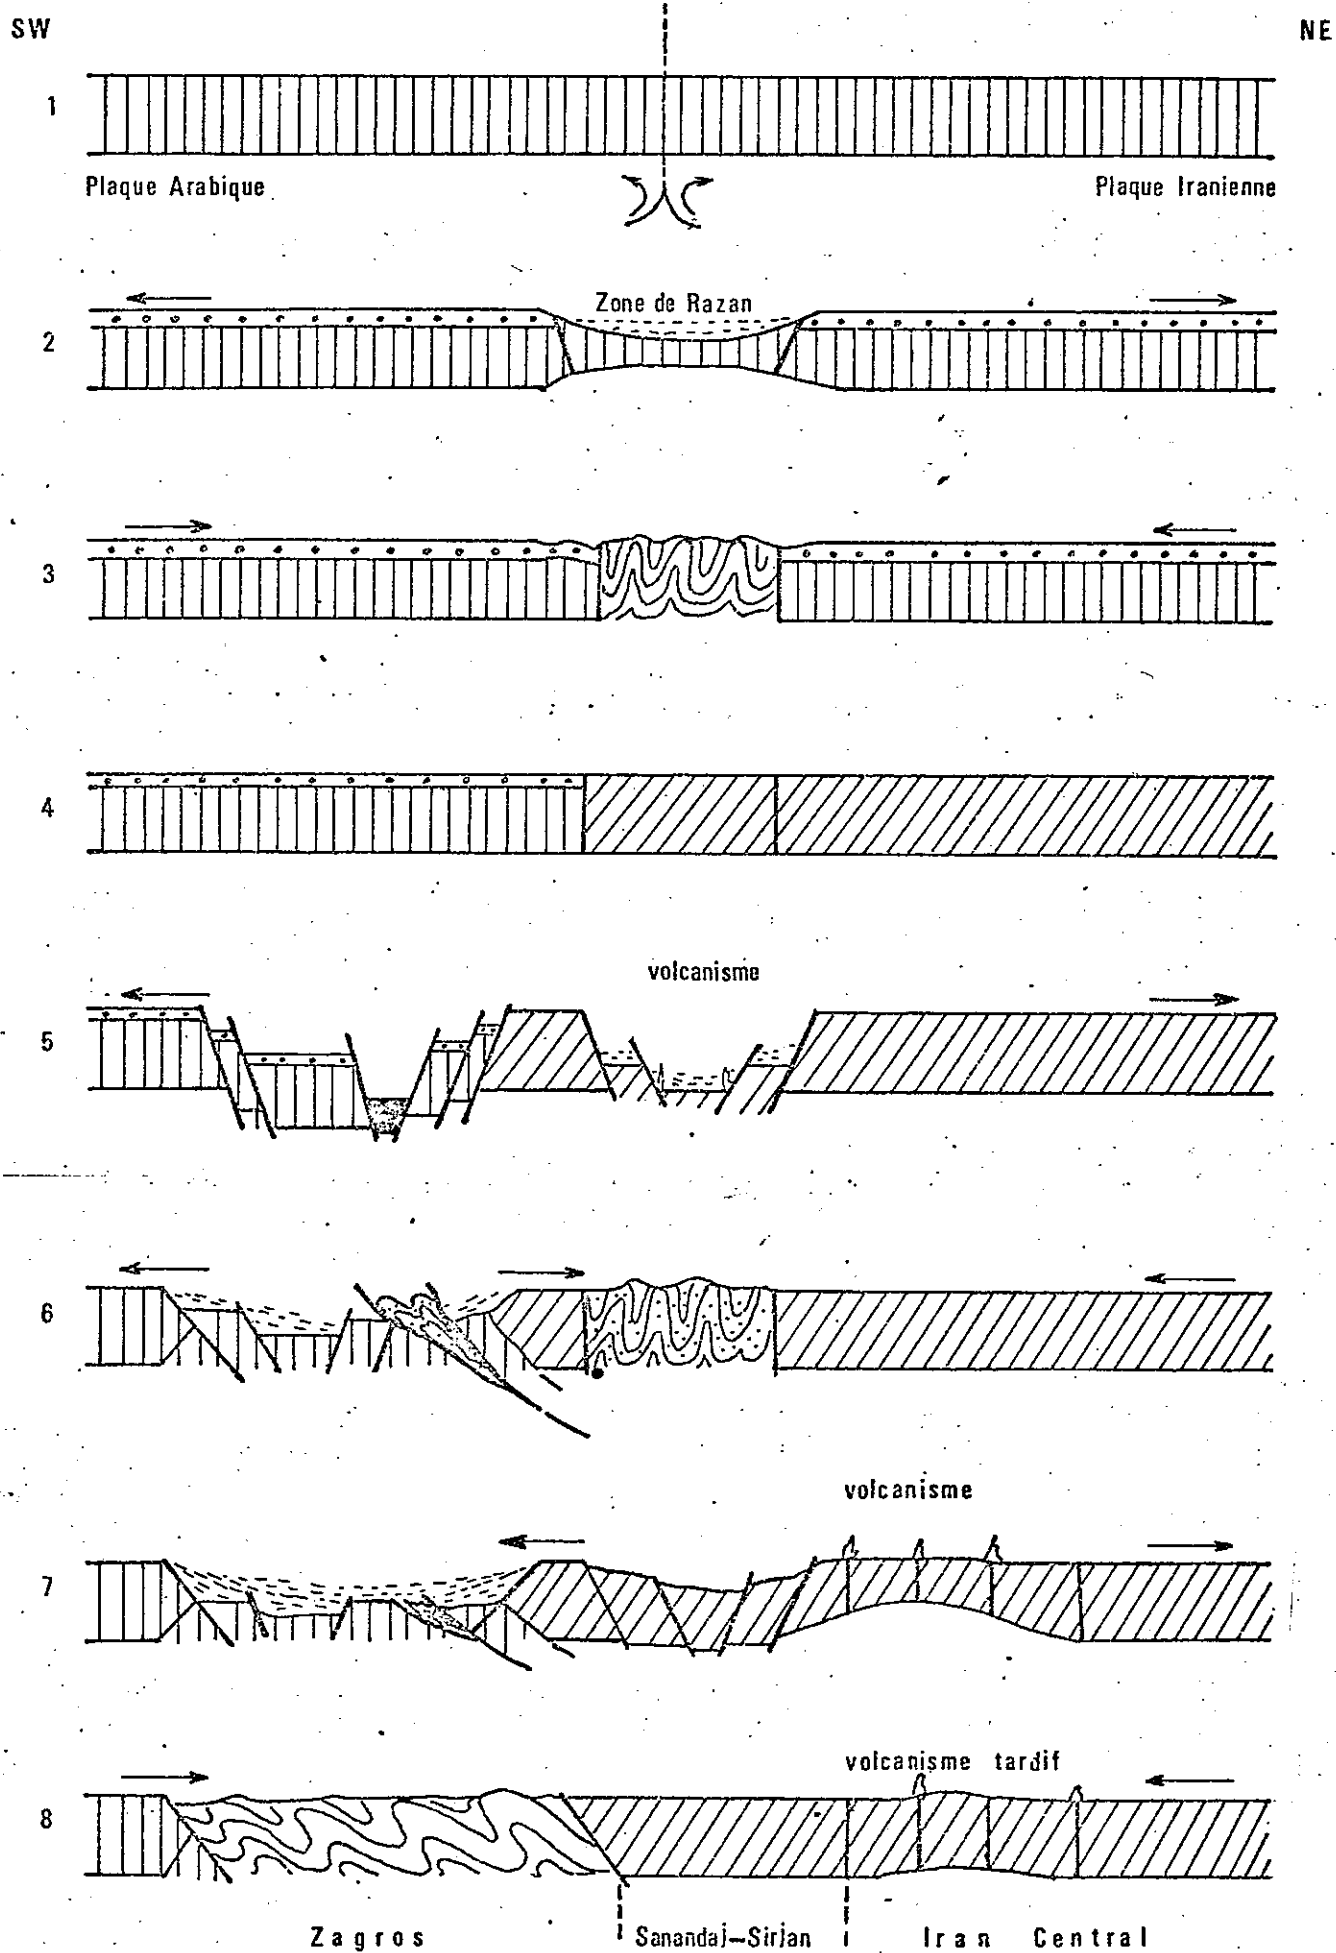 SW NE
1
Plaque Arabique Plaque Iranienne
Zone de Razan
2
3
4
volcanisme
5
6
volcanisme
7
volcanisme tardif
8
Zagros Sanandaj-Sirjan Iran Central